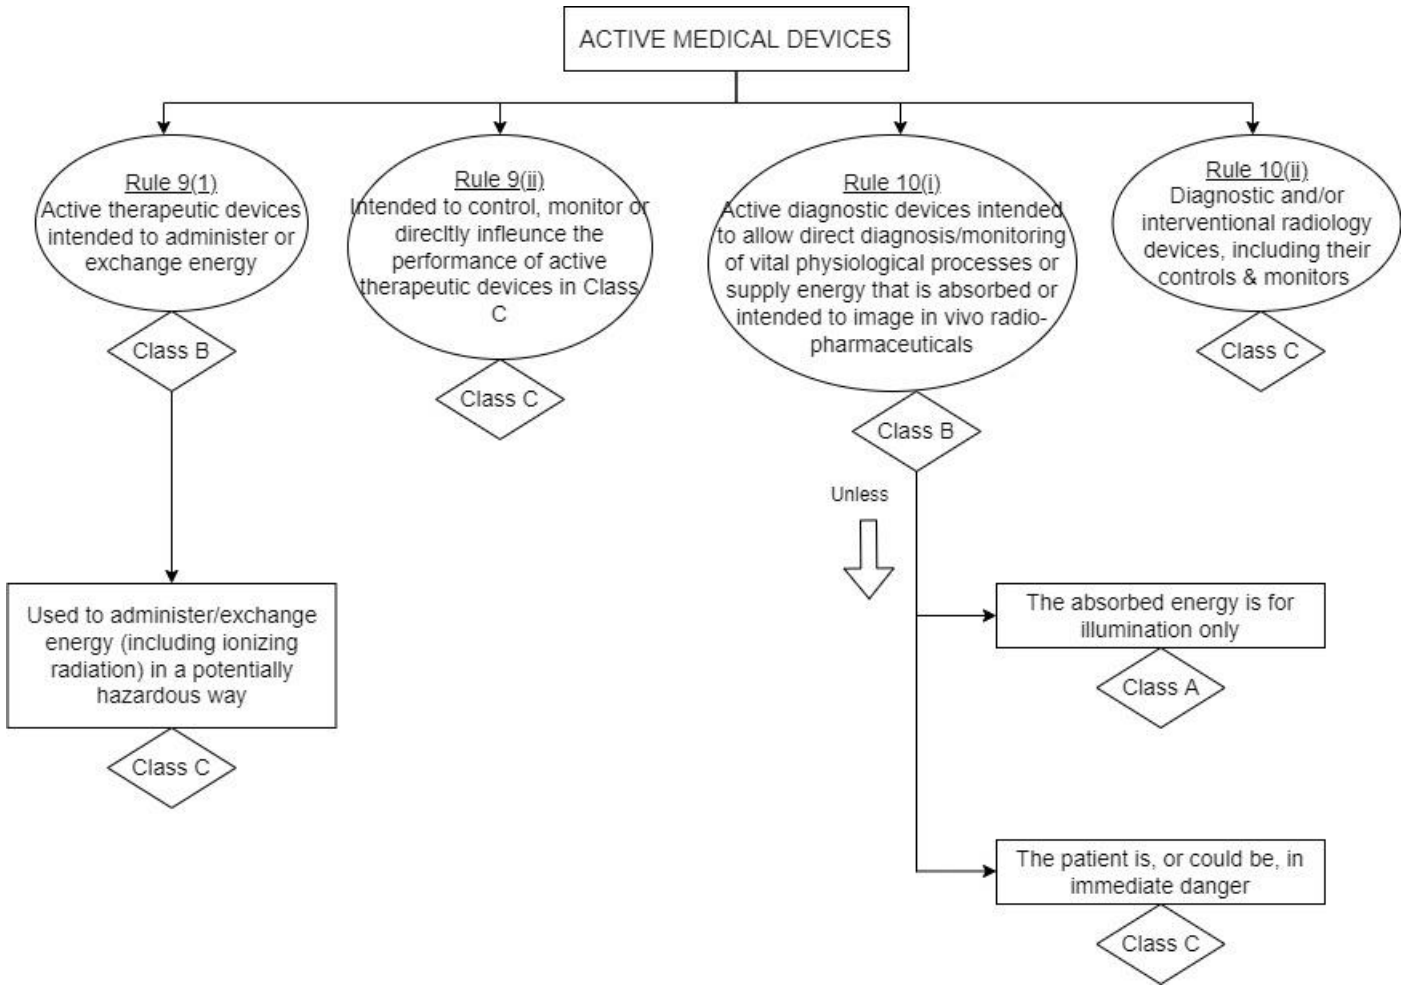 ACTIVE MEDICAL DEVICES
Rule 9(1)
Active therapeutic devices
intended to administer or
exchange energy
Class B
Rule 9(ii)
Intended to control, monitor or
direcltly infleunce the
performance of active
therapeutic devices in Class
C
Class C
Rule 10(i)
Active diagnostic devices intended
to allow direct diagnosis/monitoring
of vital physiological processes or
supply energy that is absorbed or
intended to image in vivo radio-
pharmaceuticals
Class B
Rule 10(ii)
Diagnostic and/or
interventional radiology
devices, including their
controls & monitors
Class C
Unless
Used to administer/exchange
energy (including ionizing
radiation) in a potentially
hazardous way
Class C
The absorbed energy is for
illumination only
Class A
The patient is, or could be, in
immediate danger
Class C